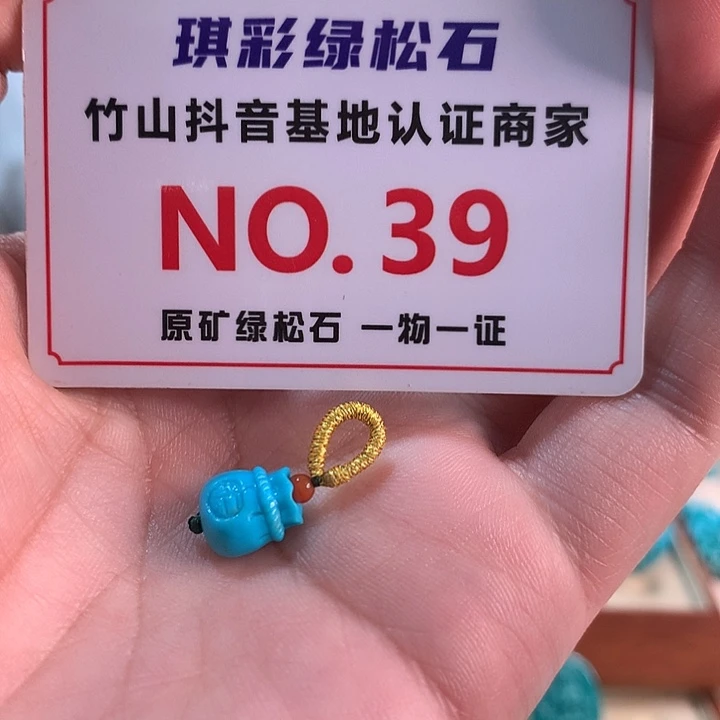 琪彩绿松石
竹山抖音基地认证商家
NO. 39
原矿绿松石 一物一证